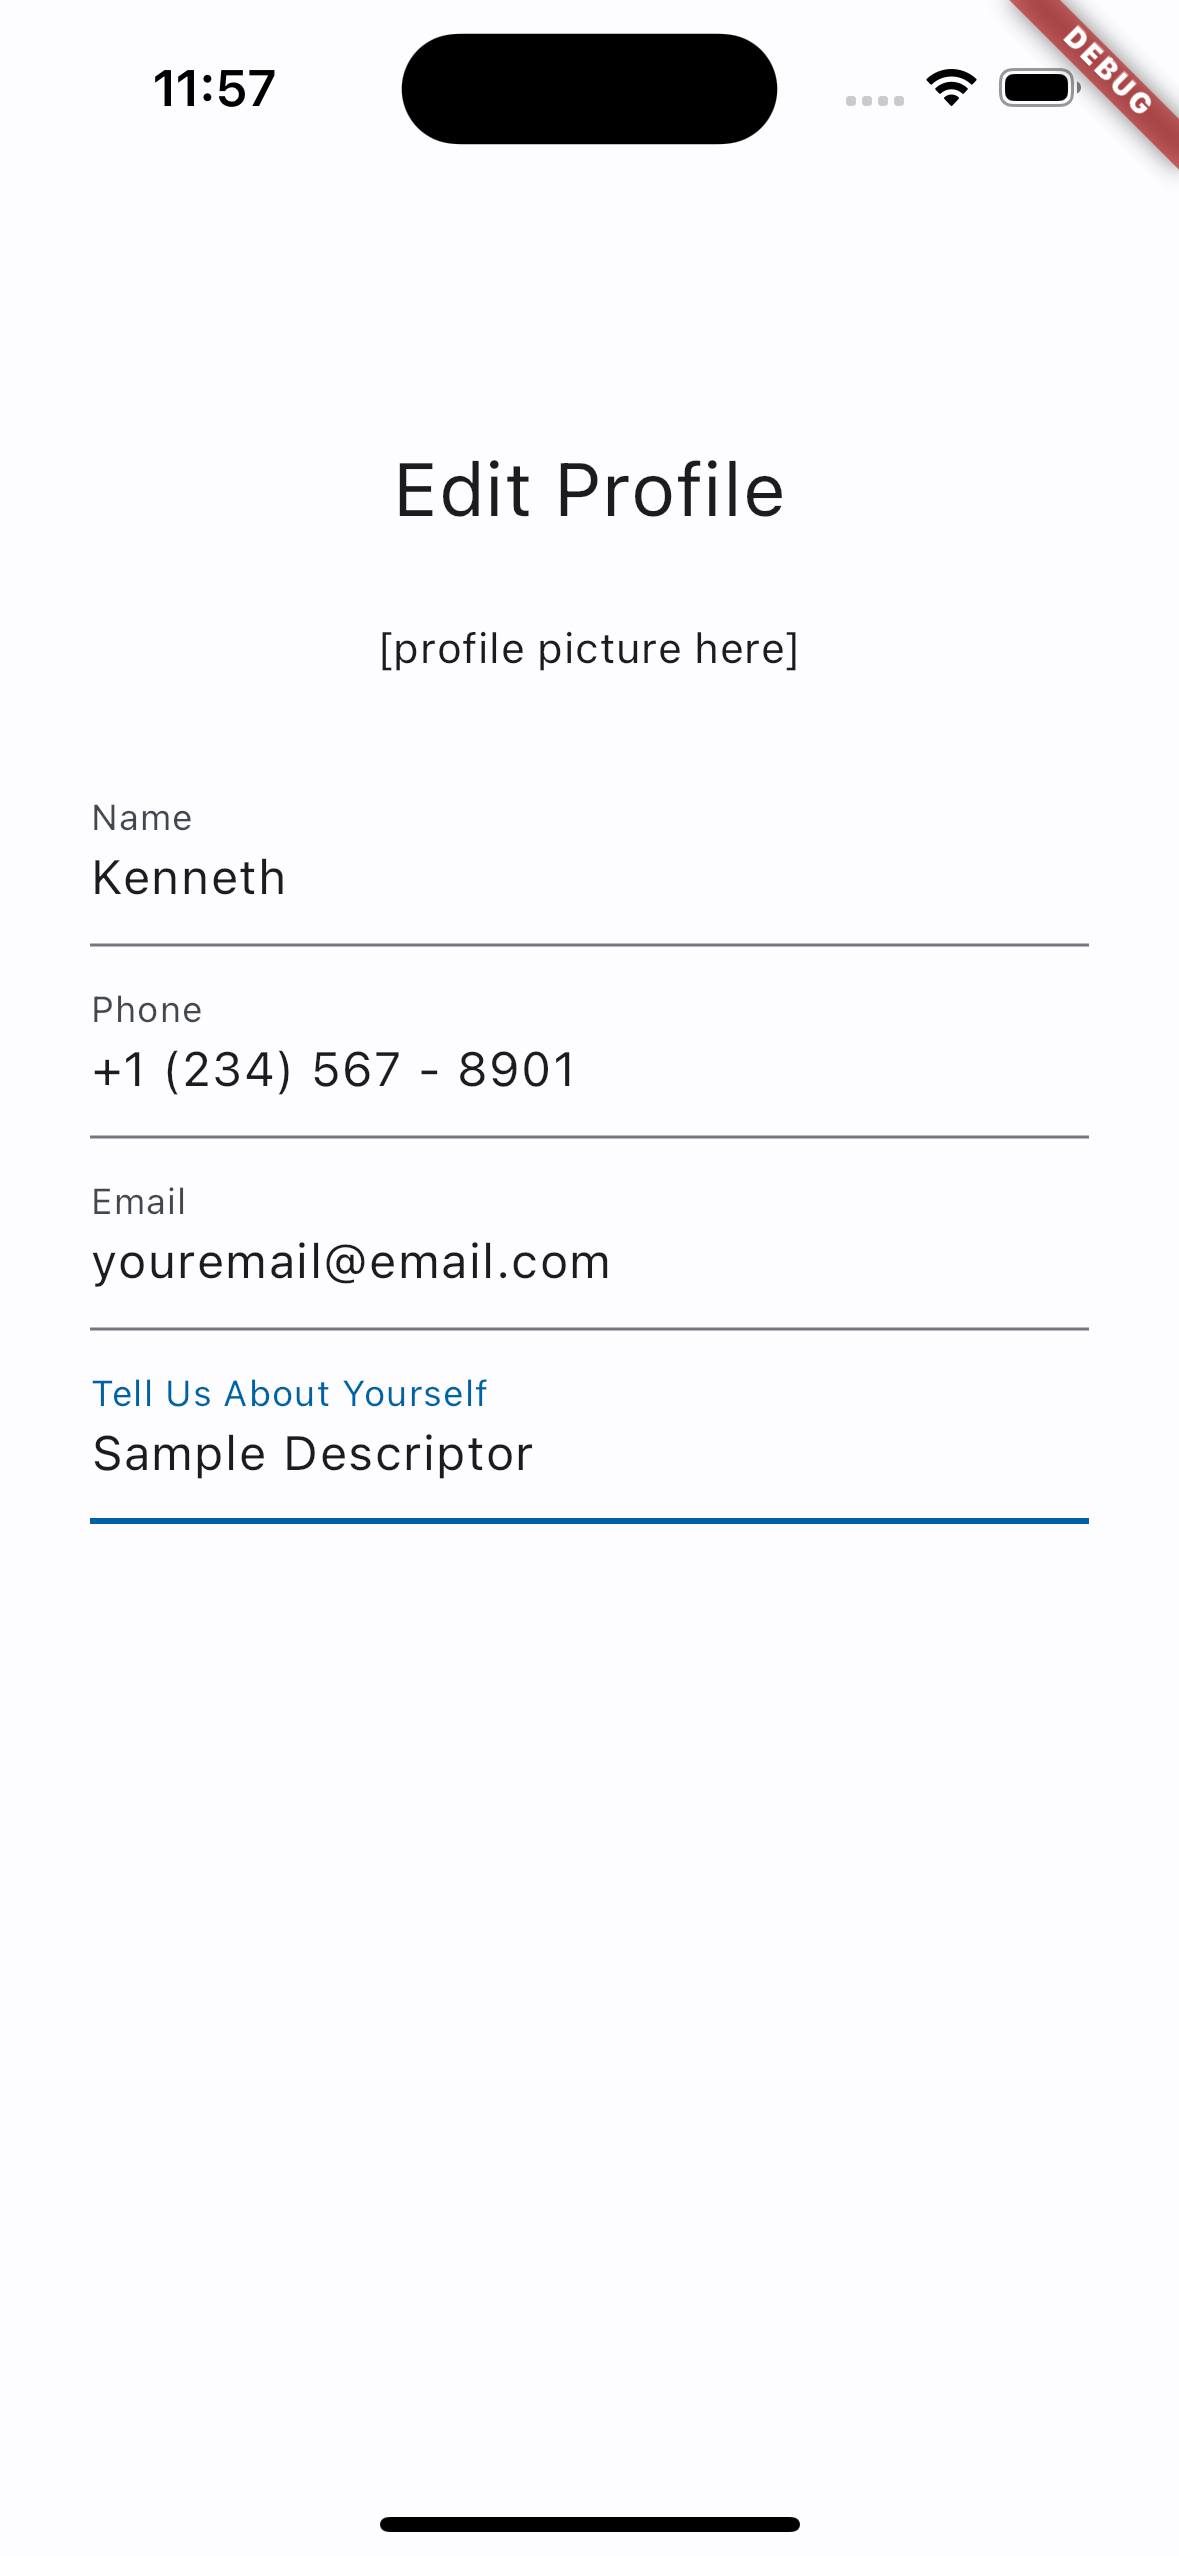 11:57
DEBUG
Edit Profile
[profile picture here]
Name
Kenneth
Phone
+1 (234) 567 - 8901
Email
youremail@email.com
Tell Us About Yourself
Sample Descriptor